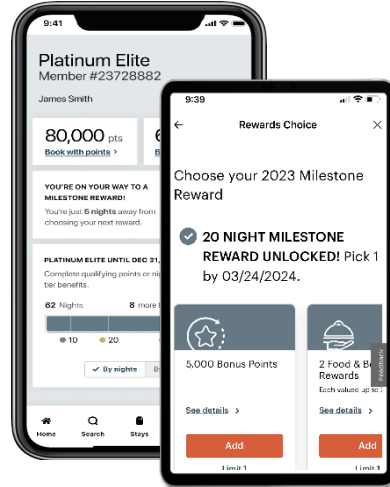 9:41
Platinum Elite
Member #23728882
James Smith
80,000 pts
Book with points >
YOU'RE ON YOUR WAY TO A
MILESTONE REWARD!
You're just 5 nights away from
choosing your next reward.
PLATINUM ELITE UNTIL DEC 31,
Complete qualifying points or nig
tier benefits.
62 Nights
8 more
10
20
By nights
Home
Search
Stays
9:39
Rewards Choice
Choose your 2023 Milestone
Reward
20 NIGHT MILESTONE
REWARD UNLOCKED! Pick 1
by 03/24/2024.
5,000 Bonus Points
See details >
Add
Limit 1
2 Food & Be
Rewards
Each valued up to
See details >
Add
Limit 1
Feedback